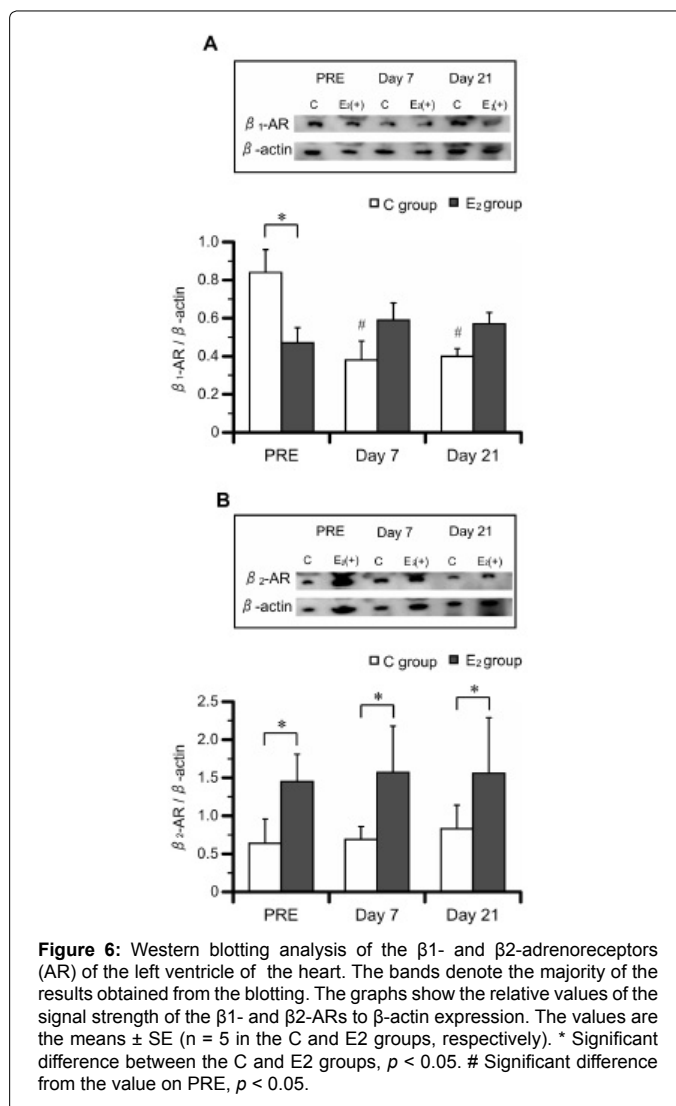 A
PRE Day 7 Day 21
C E₂(+) C E₂(+) C E₂(+)
β₁-AR
β-actin
□ C group ■ E₂ group
*
1.0
0.8
0.6
0.4
0.2
0
β₁-AR / β-actin
# #
PRE Day 7 Day 21
B
PRE Day 7 Day 21
C E₂(+) C E₂(+) C E₂(+)
β₂-AR
β-actin
□ C group ■ E₂ group
* * *
2.5
2.0
1.5
1.0
0.5
0
β₂-AR / β-actin
PRE Day 7 Day 21
Figure 6: Western blotting analysis of the β1- and β2-adrenoreceptors
(AR) of the left ventricle of the heart. The bands denote the majority of the
results obtained from the blotting. The graphs show the relative values of the
signal strength of the β1- and β2-ARs to β-actin expression. The values are
the means ± SE (n = 5 in the C and E2 groups, respectively). * Significant
difference between the C and E2 groups, p < 0.05. # Significant difference
from the value on PRE, p < 0.05.